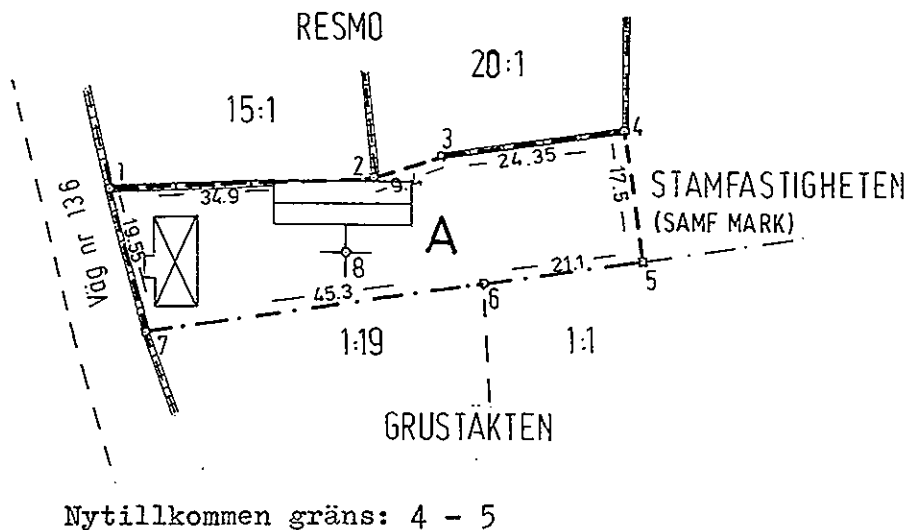 RESMO
20:1
15:1
1
2
3
4
34.9
9.1
24.35
17.5
STAMFASTIGHETEN
(SAMF MARK)
Väg nr 136
19.55
A
8
45.3
21.1
5
6
7
1:19
1:1
GRUSTÄKTEN
Nytillkommen gräns: 4 - 5